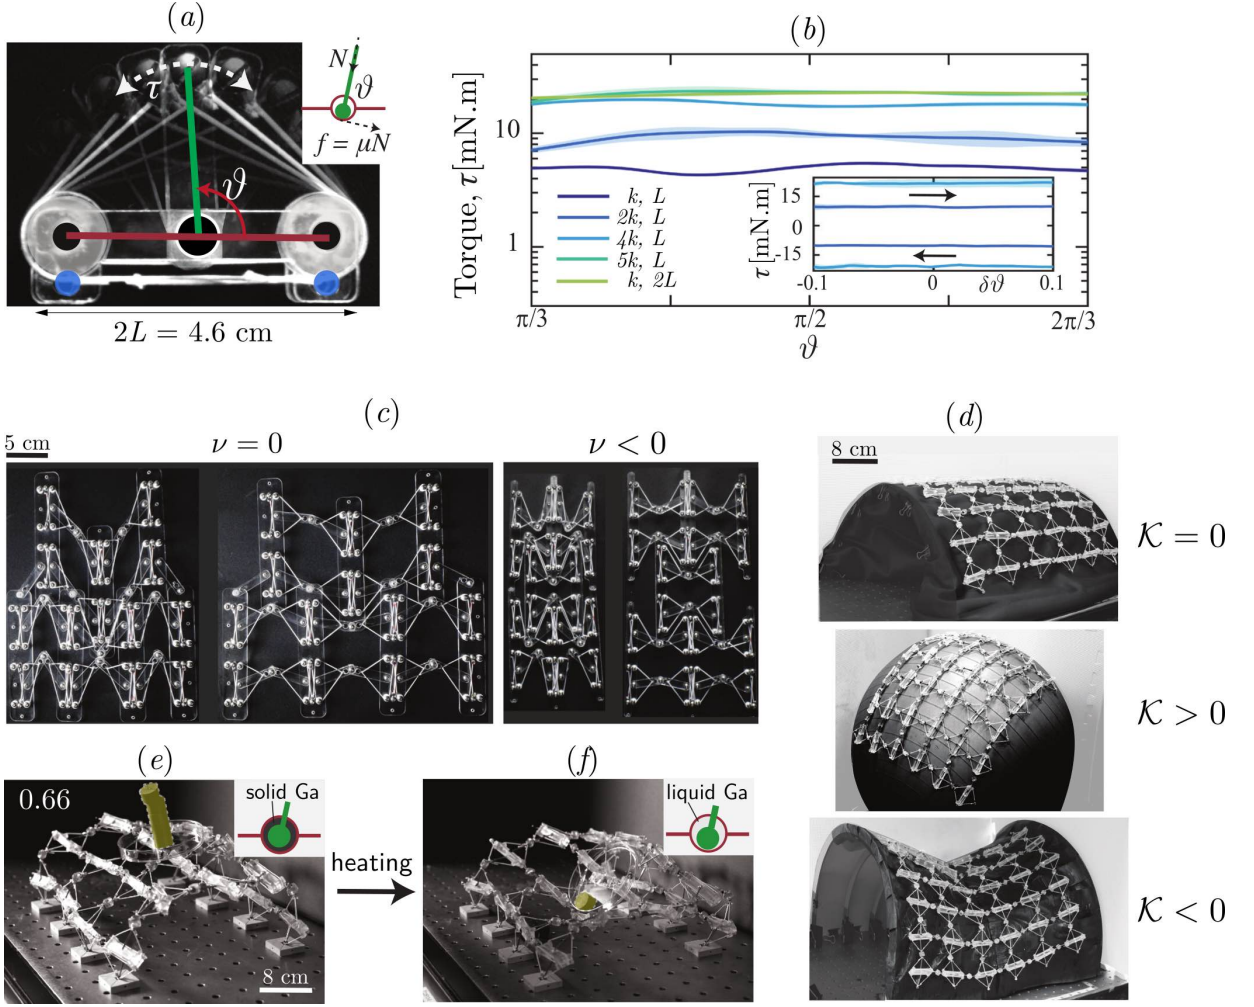 (a)
N
ϑ
τ
f = μN
ϑ
2L = 4.6 cm
(b)
Torque, τ[mN.m]
10
1
k, L
2k, L
4k, L
5k, L
k, 2L
τ[mN.m]
15
0
-15
-0.1
0
δϑ
0.1
π/3
π/2
2π/3
ϑ
(c)
5 cm
ν = 0
ν < 0
(d)
8 cm
𝒦 = 0
𝒦 > 0
𝒦 < 0
(e)
0.66
solid Ga
8 cm
heating
(f)
liquid Ga